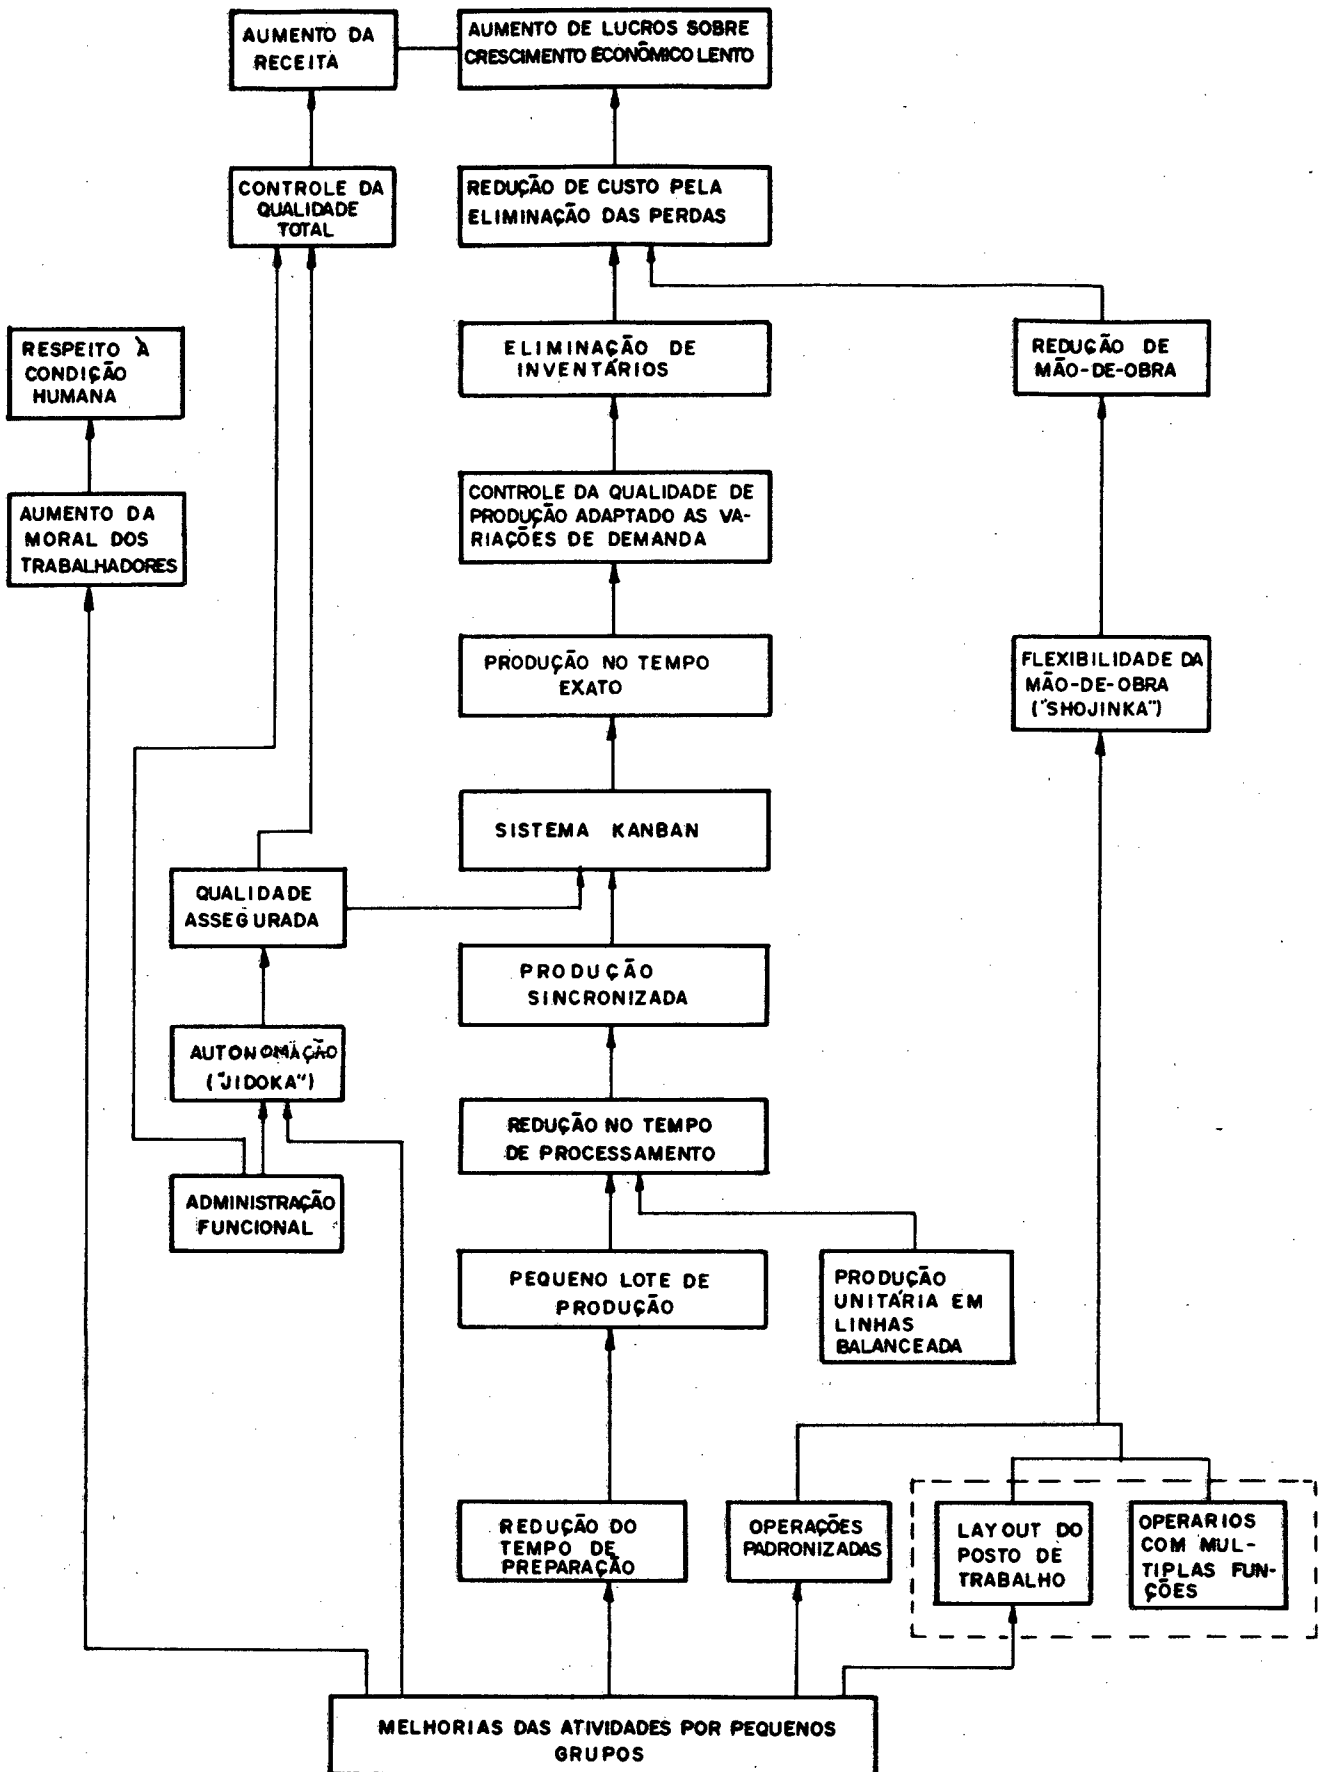 AUMENTO DA
RECEITA
AUMENTO DE LUCROS SOBRE
CRESCIMENTO ECONÔMICO LENTO
CONTROLE DA
QUALIDADE
TOTAL
REDUÇÃO DE CUSTO PELA
ELIMINAÇÃO DAS PERDAS
RESPEITO À
CONDIÇÃO
HUMANA
ELIMINAÇÃO DE
INVENTÁRIOS
REDUÇÃO DE
MÃO-DE-OBRA
AUMENTO DA
MORAL DOS
TRABALHADORES
CONTROLE DA QUALIDADE DE
PRODUÇÃO ADAPTADO AS VA-
RIAÇÕES DE DEMANDA
PRODUÇÃO NO TEMPO
EXATO
FLEXIBILIDADE DA
MÃO-DE-OBRA
("SHOJINKA")
SISTEMA KANBAN
QUALIDADE
ASSEGURADA
PRODUÇÃO
SINCRONIZADA
AUTONOMAÇÃO
("JIDOKA")
REDUÇÃO NO TEMPO
DE PROCESSAMENTO
ADMINISTRAÇÃO
FUNCIONAL
PEQUENO LOTE DE
PRODUÇÃO
PRODUÇÃO
UNITÁRIA EM
LINHAS
BALANCEADA
REDUÇÃO DO
TEMPO DE
PREPARAÇÃO
OPERAÇÕES
PADRONIZADAS
LAYOUT DO
POSTO DE
TRABALHO
OPERARIOS
COM MUL-
TIPLAS FUN-
ÇÕES
MELHORIAS DAS ATIVIDADES POR PEQUENOS
GRUPOS